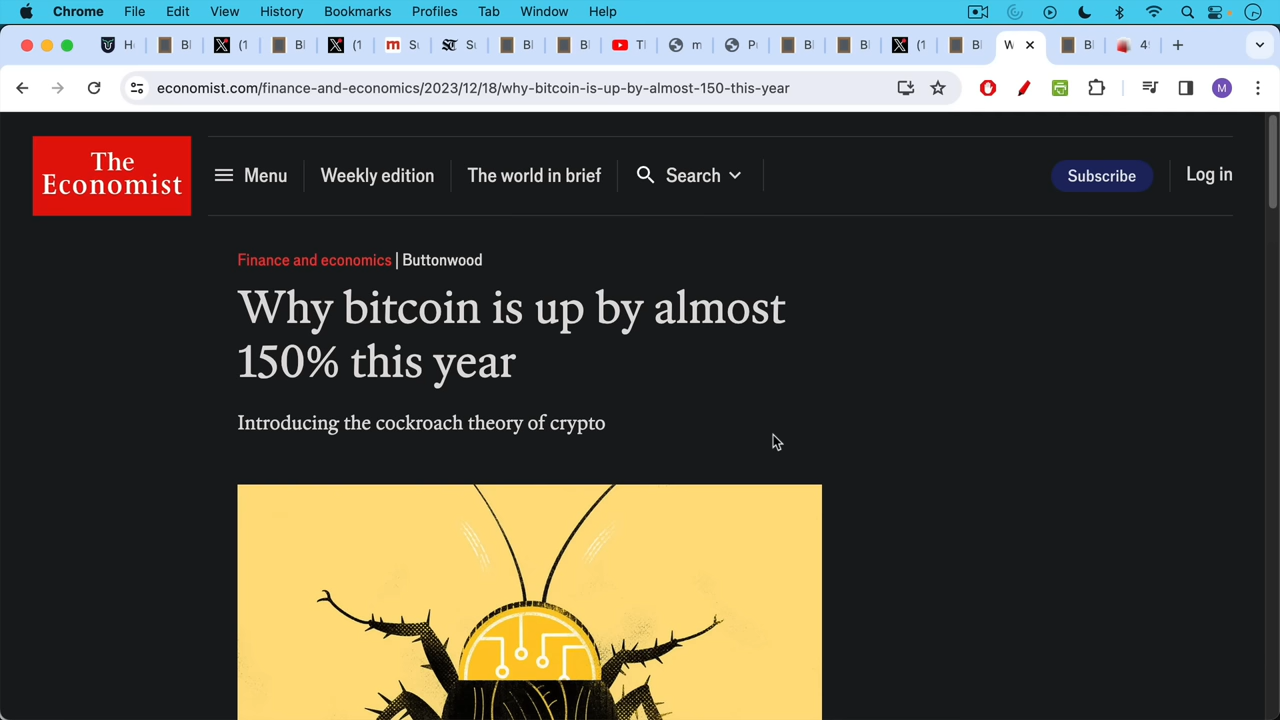 Chrome File Edit View History Bookmarks Profiles Tab Window Help
(1 (1 m W 4
economist.com/finance-and-economics/2023/12/18/why-bitcoin-is-up-by-almost-150-this-year M
The
Economist
Menu Weekly edition The world in brief Search Subscribe Log in
Finance and economics | Buttonwood
Why bitcoin is up by almost
150% this year
Introducing the cockroach theory of crypto